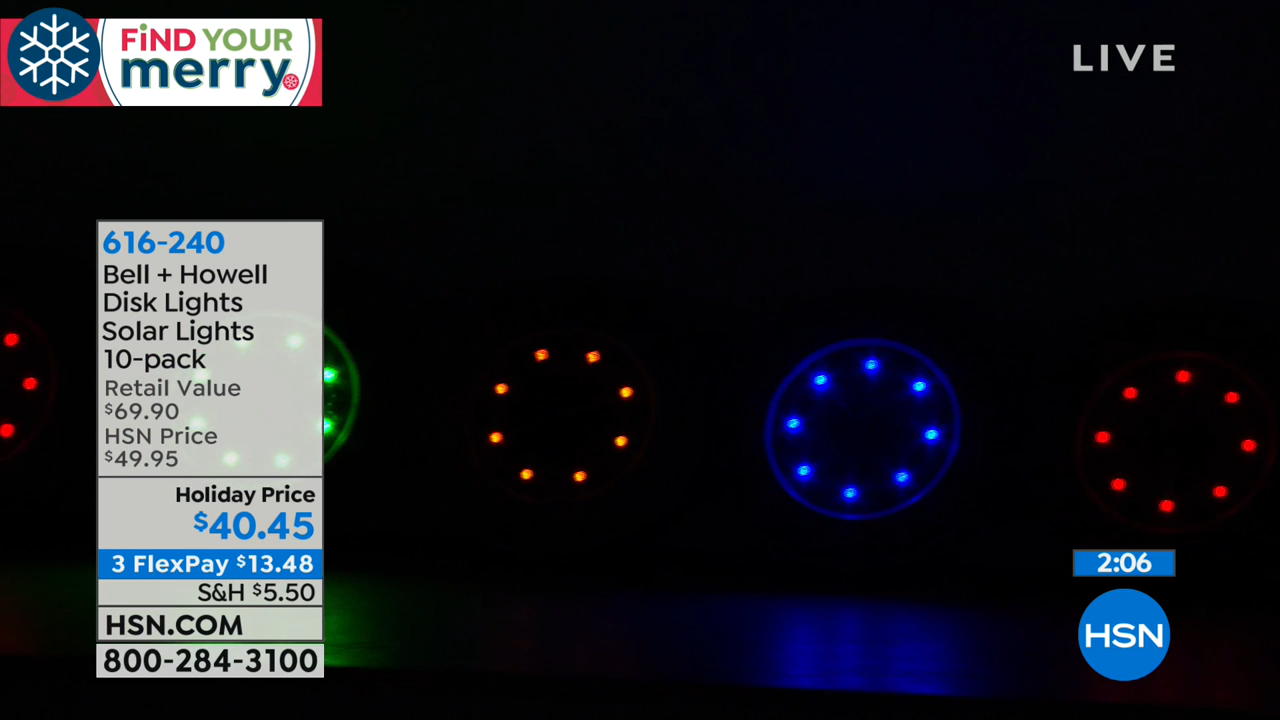 FiND YOUR
merry
LIVE
616-240
Bell + Howell
Disk Lights
Solar Lights
10-pack
Retail Value
$69.90
HSN Price
$49.95
Holiday Price
$40.45
3 FlexPay $13.48
S&H $5.50
HSN.COM
800-284-3100
2:06
HSN